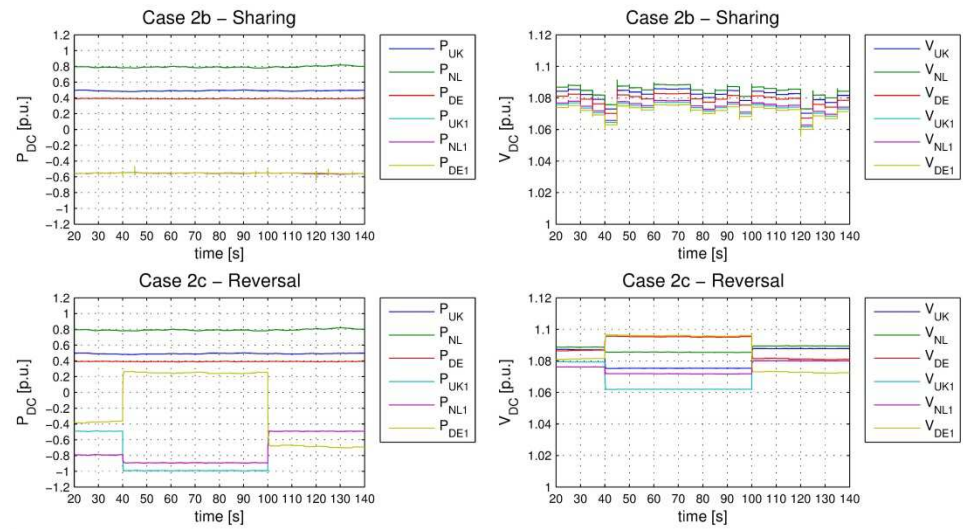 Case 2b − Sharing
P_DC [p.u.]
1.2
1
0.8
0.6
0.4
0.2
0
−0.2
−0.4
−0.6
−0.8
−1
−1.2
20 30 40 50 60 70 80 90 100 110 120 130 140
time [s]
P_UK
P_NL
P_DE
P_UK1
P_NL1
P_DE1
Case 2b − Sharing
V_DC [p.u.]
1.12
1.1
1.08
1.06
1.04
1.02
1
20 30 40 50 60 70 80 90 100 110 120 130 140
time [s]
V_UK
V_NL
V_DE
V_UK1
V_NL1
V_DE1
Case 2c − Reversal
P_DC [p.u.]
1.2
1
0.8
0.6
0.4
0.2
0
−0.2
−0.4
−0.6
−0.8
−1
−1.2
20 30 40 50 60 70 80 90 100 110 120 130 140
time [s]
P_UK
P_NL
P_DE
P_UK1
P_NL1
P_DE1
Case 2c − Reversal
V_DC [p.u.]
1.12
1.1
1.08
1.06
1.04
1.02
1
20 30 40 50 60 70 80 90 100 110 120 130 140
time [s]
V_UK
V_NL
V_DE
V_UK1
V_NL1
V_DE1